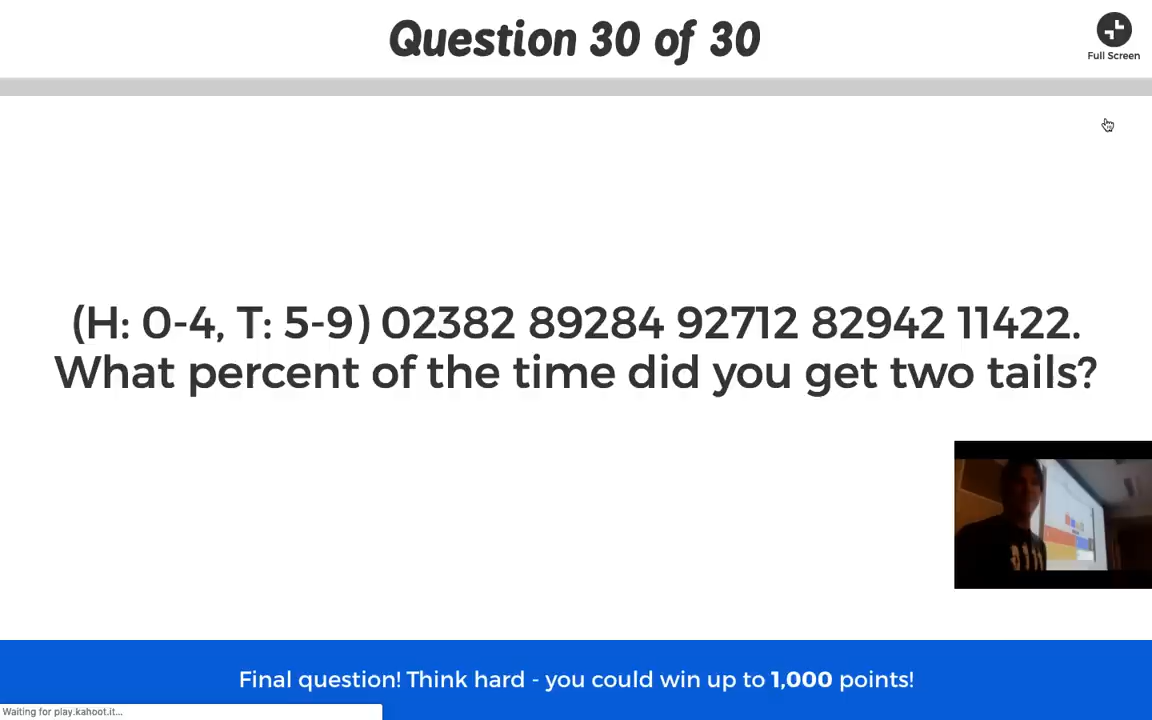 Question 30 of 30
Full Screen
(H: 0-4, T: 5-9) 02382 89284 92712 82942 11422.
What percent of the time did you get two tails?
Final question! Think hard - you could win up to 1,000 points!
Waiting for play.kahoot.it...